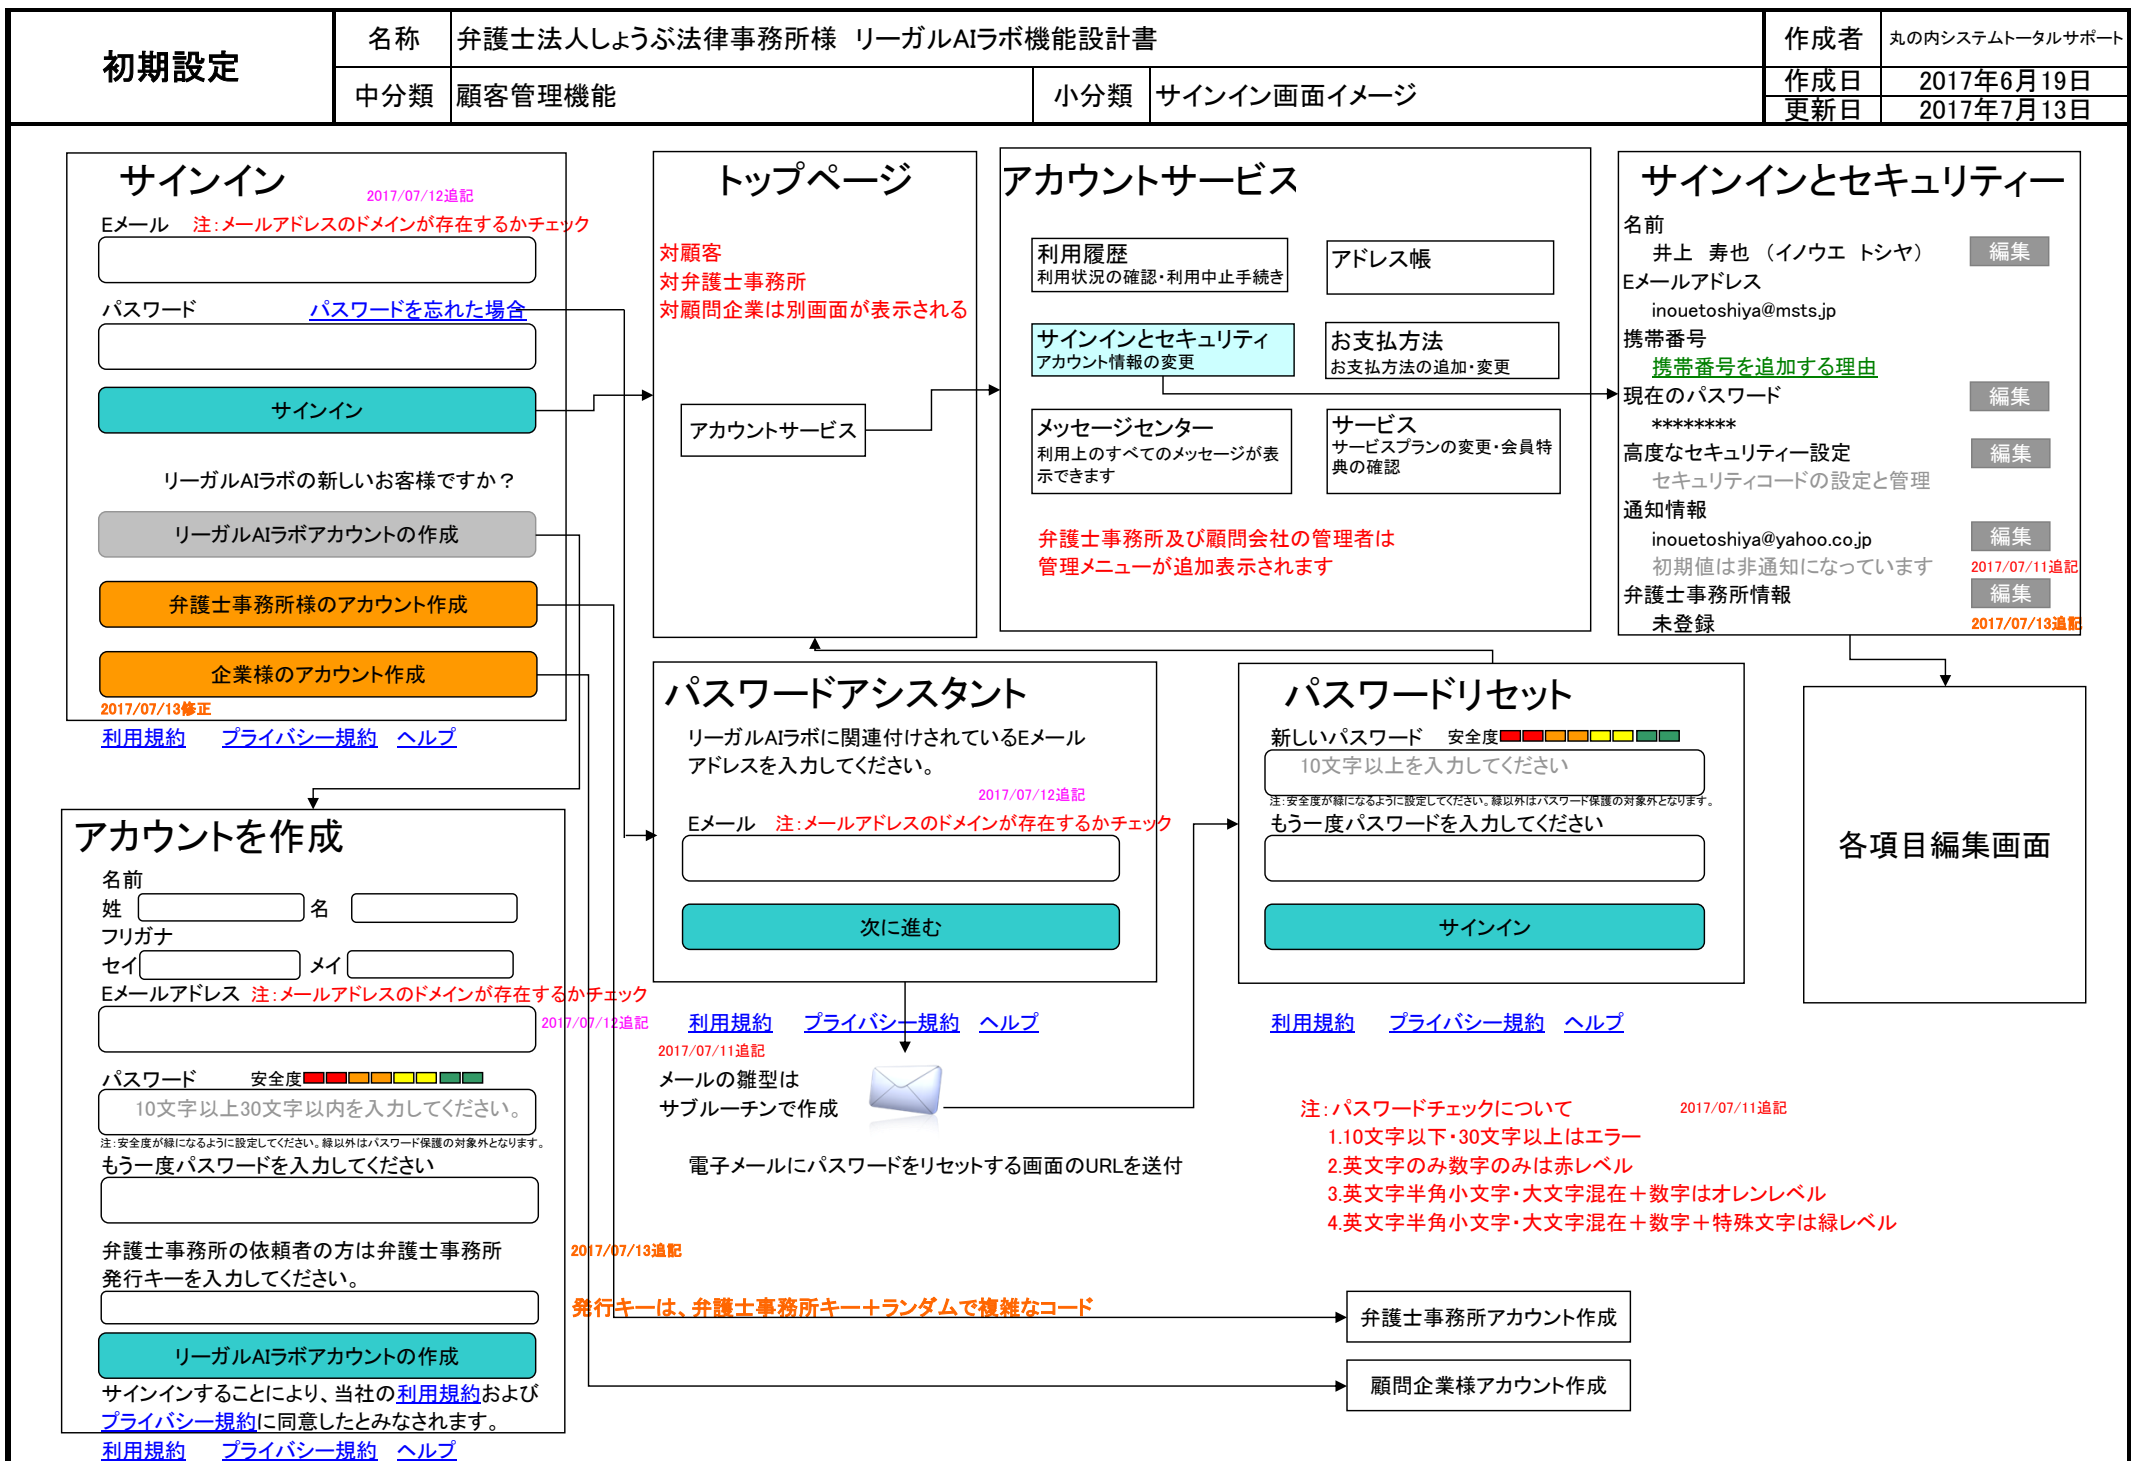 初期設定
名称
弁護士法人しょうぶ法律事務所様 リーガルAIラボ機能設計書
作成者
丸の内システムトータルサポート
中分類
顧客管理機能
小分類
サインイン画面イメージ
作成日
2017年6月19日
更新日
2017年7月13日
サインイン
2017/07/12追記
Eメール 注：メールアドレスのドメインが存在するかチェック
パスワード パスワードを忘れた場合
サインイン
リーガルAIラボの新しいお客様ですか？
リーガルAIラボアカウントの作成
弁護士事務所様のアカウント作成
企業様のアカウント作成
2017/07/13修正
利用規約 プライバシー規約 ヘルプ
トップページ
対顧客
対弁護士事務所
対顧問企業は別画面が表示される
アカウントサービス
アカウントサービス
利用履歴
利用状況の確認・利用中止手続き
アドレス帳
サインインとセキュリティ
アカウント情報の変更
お支払方法
お支払方法の追加・変更
メッセージセンター
利用上のすべてのメッセージが表
示できます
サービス
サービスプランの変更・会員特
典の確認
弁護士事務所及び顧問会社の管理者は
管理メニューが追加表示されます
サインインとセキュリティー
名前
井上 寿也 （イノウエ トシヤ） 編集
Eメールアドレス
inouetoshiya@msts.jp
携帯番号
携帯番号を追加する理由
現在のパスワード 編集
********
高度なセキュリティー設定 編集
セキュリティコードの設定と管理
通知情報
inouetoshiya@yahoo.co.jp 編集
初期値は非通知になっています 2017/07/11追記
弁護士事務所情報 編集
未登録 2017/07/13追記
各項目編集画面
パスワードアシスタント
リーガルAIラボに関連付けされているEメール
アドレスを入力してください。
2017/07/12追記
Eメール 注：メールアドレスのドメインが存在するかチェック
次に進む
利用規約 プライバシー規約 ヘルプ
2017/07/11追記
メールの雛型は
サブルーチンで作成
電子メールにパスワードをリセットする画面のURLを送付
パスワードリセット
新しいパスワード 安全度
10文字以上を入力してください
注：安全度が緑になるように設定してください。緑以外はパスワード保護の対象外となります。
もう一度パスワードを入力してください
サインイン
利用規約 プライバシー規約 ヘルプ
注：パスワードチェックについて 2017/07/11追記
1.10文字以下・30文字以上はエラー
2.英文字のみ数字のみは赤レベル
3.英文字半角小文字・大文字混在＋数字はオレンレベル
4.英文字半角小文字・大文字混在＋数字＋特殊文字は緑レベル
アカウントを作成
名前
姓 名
フリガナ
セイ メイ
Eメールアドレス 注：メールアドレスのドメインが存在するかチェック
2017/07/12追記
パスワード 安全度
10文字以上30文字以内を入力してください。
注：安全度が緑になるように設定してください。緑以外はパスワード保護の対象外となります。
もう一度パスワードを入力してください
弁護士事務所の依頼者の方は弁護士事務所
発行キーを入力してください。
2017/07/13追記
発行キーは、弁護士事務所キー＋ランダムで複雑なコード
リーガルAIラボアカウントの作成
サインインすることにより、当社の利用規約および
プライバシー規約に同意したとみなされます。
利用規約 プライバシー規約 ヘルプ
弁護士事務所アカウント作成
顧問企業様アカウント作成